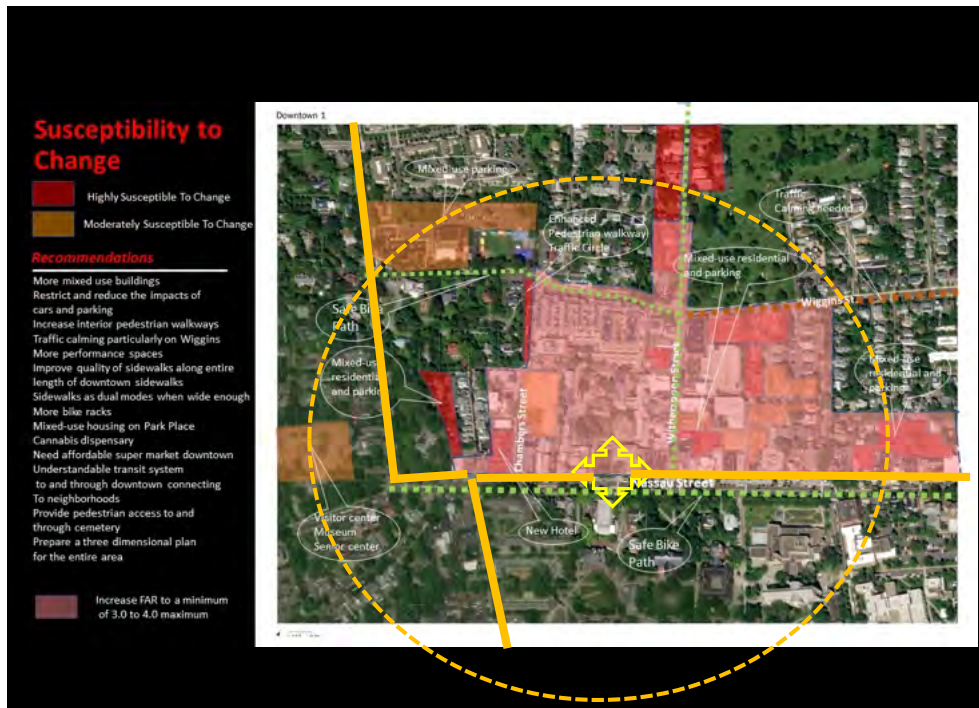 Downtown 1
Susceptibility to
Change
Highly Susceptible To Change
Moderately Susceptible To Change
Recommendations
More mixed use buildings
Restrict and reduce the impacts of
cars and parking
Increase interior pedestrian walkways
Traffic calming particularly on Wiggins
More performance spaces
Improve quality of sidewalks along entire
length of downtown sidewalks
Sidewalks as dual modes when wide enough
More bike racks
Mixed-use housing on Park Place
Cannabis dispensary
Need affordable super market downtown
Understandable transit system
to and through downtown connecting
To neighborhoods
Provide pedestrian access to and
through cemetery
Prepare a three dimensional plan
for the entire area
Increase FAR to a minimum
of 3.0 to 4.0 maximum
Mixed-use parking
Enhanced
Pedestrian walkway
Traffic Circle
Traffic
Calming needed
Mixed-use residential
and parking
Wiggins St.
Safe Bike
Path
Mixed-use
residential
and parking
Mixed-use
residential and
parking
Chambers Street
Witherspoon Street
Nassau Street
Visitor center
Museum
Senior center
New Hotel
Safe Bike
Path